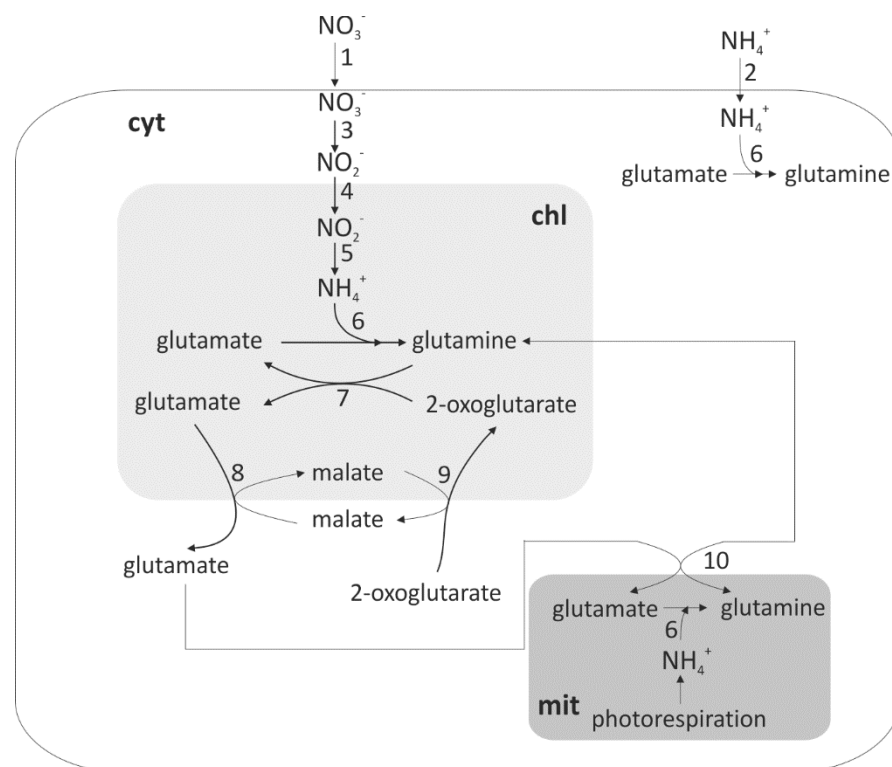 NO₃⁻
1
NH₄⁺
2
cyt
NO₃⁻
3
NH₄⁺
6
NO₂⁻
glutamate
glutamine
4
chl
NO₂⁻
5
NH₄⁺
6
glutamate
glutamine
7
glutamate
2-oxoglutarate
8
malate
9
malate
glutamate
10
2-oxoglutarate
glutamate
glutamine
6
NH₄⁺
mit
photorespiration